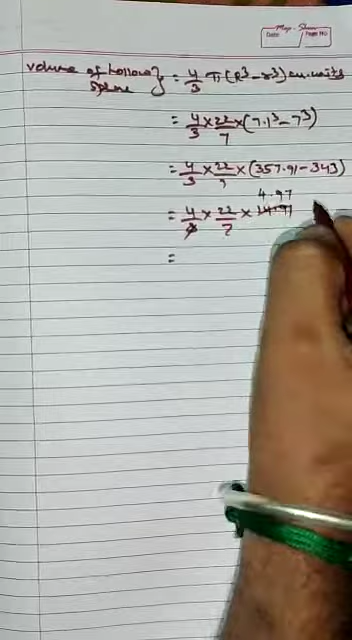 Date: Page No:
volume of hollow } = 4/3 π (R³ - r³) cu.units
sphere
= 4/3 × 22/7 × (7.1³ - 7³)
= 4/3 × 22/7 × (357.91 - 343)
4.97
= 4/3 × 22/7 × 14.91
=